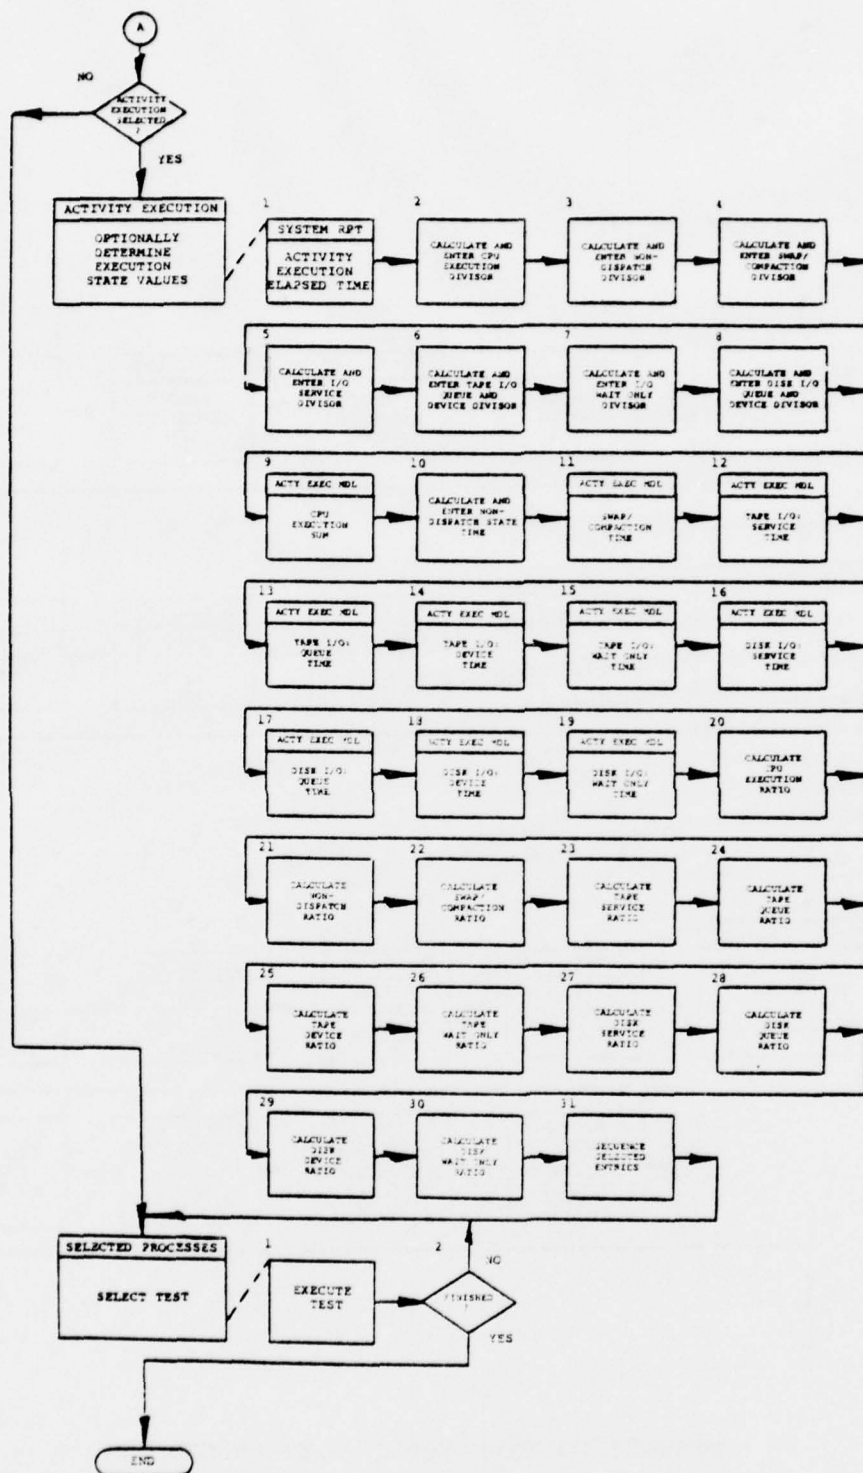 A
NO
ACTIVITY
EXECUTION
SELECTED
?
YES
ACTIVITY EXECUTION
OPTIONALLY
DETERMINE
EXECUTION
STATE VALUES
1
SYSTEM RPT
ACTIVITY
EXECUTION
ELAPSED TIME
2
CALCULATE AND
ENTER CPU
EXECUTION
DIVISOR
3
CALCULATE AND
ENTER NON-
DISPATCH
DIVISOR
4
CALCULATE AND
ENTER SWAP/
COMPACTION
DIVISOR
5
CALCULATE AND
ENTER I/O
SERVICE
DIVISOR
6
CALCULATE AND
ENTER TAPE I/O
QUEUE AND
DEVICE DIVISOR
7
CALCULATE AND
ENTER I/O
WAIT ONLY
DIVISOR
8
CALCULATE AND
ENTER DISK I/O
QUEUE AND
DEVICE DIVISOR
9
ACTY EXEC MDL
CPU
EXECUTION
SUM
10
CALCULATE AND
ENTER NON-
DISPATCH STATE
TIME
11
ACTY EXEC MDL
SWAP/
COMPACTION
TIME
12
ACTY EXEC MDL
TAPE I/O:
SERVICE
TIME
13
ACTY EXEC MDL
TAPE I/O:
QUEUE
TIME
14
ACTY EXEC MDL
TAPE I/O:
DEVICE
TIME
15
ACTY EXEC MDL
TAPE I/O:
WAIT ONLY
TIME
16
ACTY EXEC MDL
DISK I/O:
SERVICE
TIME
17
ACTY EXEC MDL
DISK I/O:
QUEUE
TIME
18
ACTY EXEC MDL
DISK I/O:
DEVICE
TIME
19
ACTY EXEC MDL
DISK I/O:
WAIT ONLY
TIME
20
CALCULATE
CPU
EXECUTION
RATIO
21
CALCULATE
NON-
DISPATCH
RATIO
22
CALCULATE
SWAP/
COMPACTION
RATIO
23
CALCULATE
TAPE
SERVICE
RATIO
24
CALCULATE
TAPE
QUEUE
RATIO
25
CALCULATE
TAPE
DEVICE
RATIO
26
CALCULATE
TAPE
WAIT ONLY
RATIO
27
CALCULATE
DISK
SERVICE
RATIO
28
CALCULATE
DISK
QUEUE
RATIO
29
CALCULATE
DISK
DEVICE
RATIO
30
CALCULATE
DISK
WAIT ONLY
RATIO
31
SEQUENCE
SELECTED
ENTRIES
SELECTED PROCESSES
SELECT TEST
1
EXECUTE
TEST
2
FINISHED
?
NO
YES
END